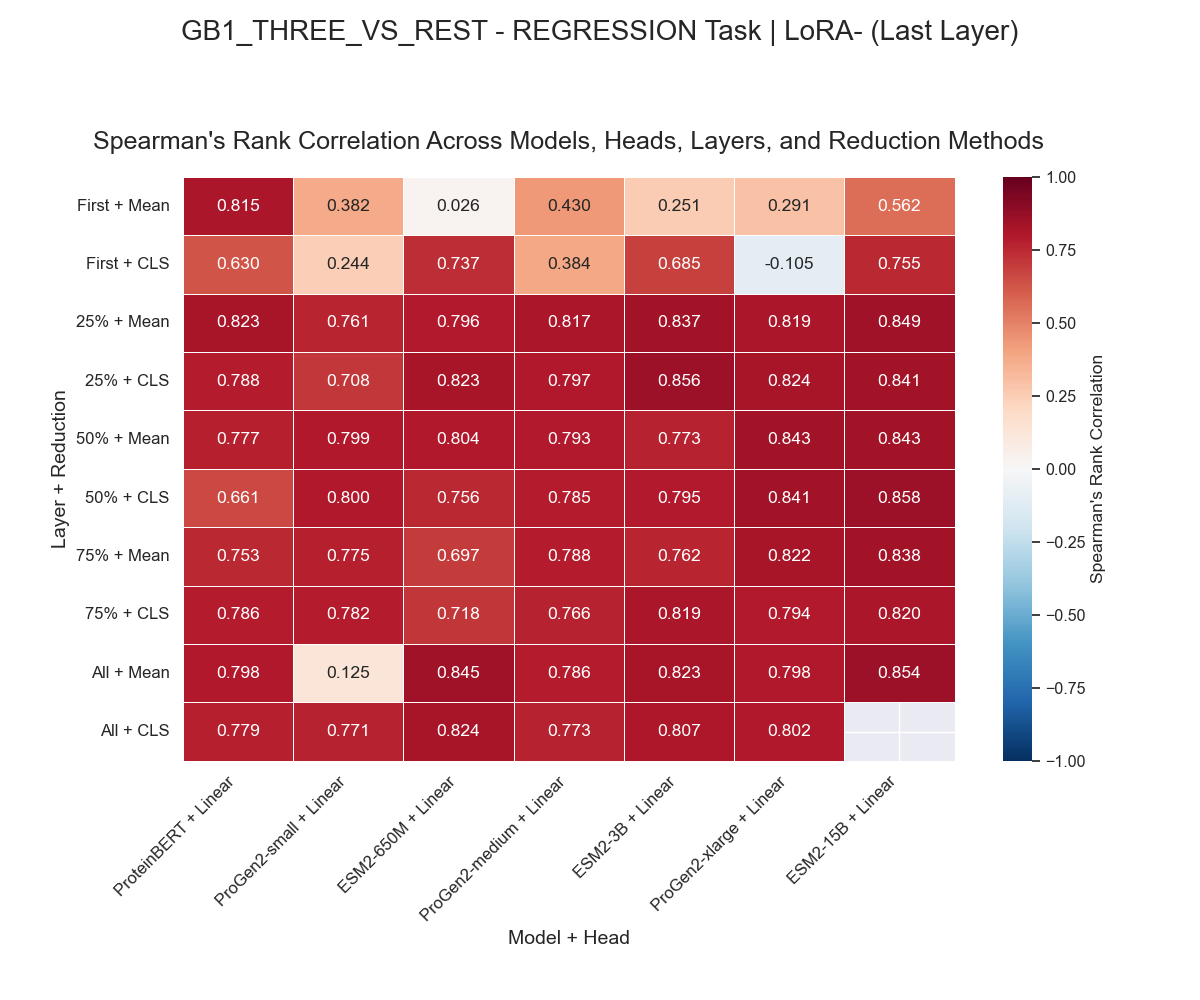 GB1_THREE_VS_REST - REGRESSION Task | LoRA- (Last Layer)
Spearman's Rank Correlation Across Models, Heads, Layers, and Reduction Methods
Layer + Reduction
First + Mean 0.815 0.382 0.026 0.430 0.251 0.291 0.562
First + CLS 0.630 0.244 0.737 0.384 0.685 -0.105 0.755
25% + Mean 0.823 0.761 0.796 0.817 0.837 0.819 0.849
25% + CLS 0.788 0.708 0.823 0.797 0.856 0.824 0.841
50% + Mean 0.777 0.799 0.804 0.793 0.773 0.843 0.843
50% + CLS 0.661 0.800 0.756 0.785 0.795 0.841 0.858
75% + Mean 0.753 0.775 0.697 0.788 0.762 0.822 0.838
75% + CLS 0.786 0.782 0.718 0.766 0.819 0.794 0.820
All + Mean 0.798 0.125 0.845 0.786 0.823 0.798 0.854
All + CLS 0.779 0.771 0.824 0.773 0.807 0.802
ProteinBERT + Linear
ProGen2-small + Linear
ESM2-650M + Linear
ProGen2-medium + Linear
ESM2-3B + Linear
ProGen2-xlarge + Linear
ESM2-15B + Linear
Model + Head
1.00
0.75
0.50
0.25
0.00
−0.25
−0.50
−0.75
−1.00
Spearman's Rank Correlation